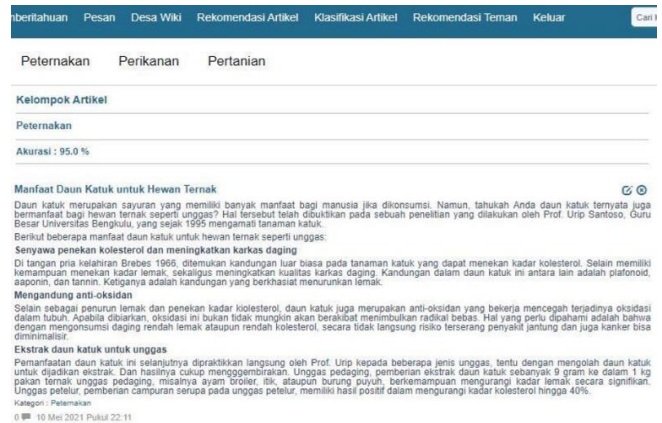 nberitahuan Pesan Desa Wiki Rekomendasi Artikel Klasifikasi Artikel Rekomendasi Teman Keluar Cari
Peternakan Perikanan Pertanian
Kelompok Artikel
Peternakan
Akurasi : 95.0 %
Manfaat Daun Katuk untuk Hewan Ternak
Daun katuk merupakan sayuran yang memiliki banyak manfaat bagi manusia jika dikonsumsi. Namun, tahukah Anda daun katuk ternyata juga
bermanfaat bagi hewan ternak seperti unggas? Hal tersebut telah dibuktikan pada sebuah penelitian yang dilakukan oleh Prof. Urip Santoso, Guru
Besar Universitas Bengkulu, yang sejak 1995 mengamati tanaman katuk.
Berikut beberapa manfaat daun katuk untuk hewan ternak seperti unggas:
Senyawa penekan kolesterol dan meningkatkan karkas daging
Di tangan pria kelahiran Brebes 1966, ditemukan kandungan luar biasa pada tanaman katuk yang dapat menekan kadar kolesterol. Selain memiliki
kemampuan menekan kadar lemak, sekaligus meningkatkan kualitas karkas daging. Kandungan dalam daun katuk ini antara lain adalah plafonoid,
aaponin, dan tannin. Ketiganya adalah kandungan yang berkhasiat menurunkan lemak.
Mengandung anti-oksidan
Selain sebagai penurun lemak dan penekan kadar kiolesterol, daun katuk juga merupakan anti-oksidan yang bekerja mencegah terjadinya oksidasi
dalam tubuh. Apabila dibiarkan, oksidasi ini bukan tidak mungkin akan berakibat menimbulkan radikal bebas. Hal yang perlu dipahami adalah bahwa
dengan mengonsumsi daging rendah lemak ataupun rendah kolesterol, secara tidak langsung risiko terserang penyakit jantung dan juga kanker bisa
diminimalisir.
Ekstrak daun katuk untuk unggas
Pemanfaatan daun katuk ini selanjutnya dipraktikkan langsung oleh Prof. Urip kepada beberapa jenis unggas, tentu dengan mengolah daun katuk
untuk dijadikan ekstrak. Dan hasilnya cukup mengggembirakan. Unggas pedaging, pemberian ekstrak daun katuk sebanyak 9 gram ke dalam 1 kg
pakan ternak unggas pedaging, misalnya ayam broiler, itik, ataupun burung puyuh, berkemampuan mengurangi kadar lemak secara signifikan.
Unggas petelur, pemberian campuran serupa pada unggas petelur, memiliki hasil positif dalam mengurangi kadar kolesterol hingga 40%.
Kategori : Peternakan
0 10 Mei 2021 Pukul 22:11